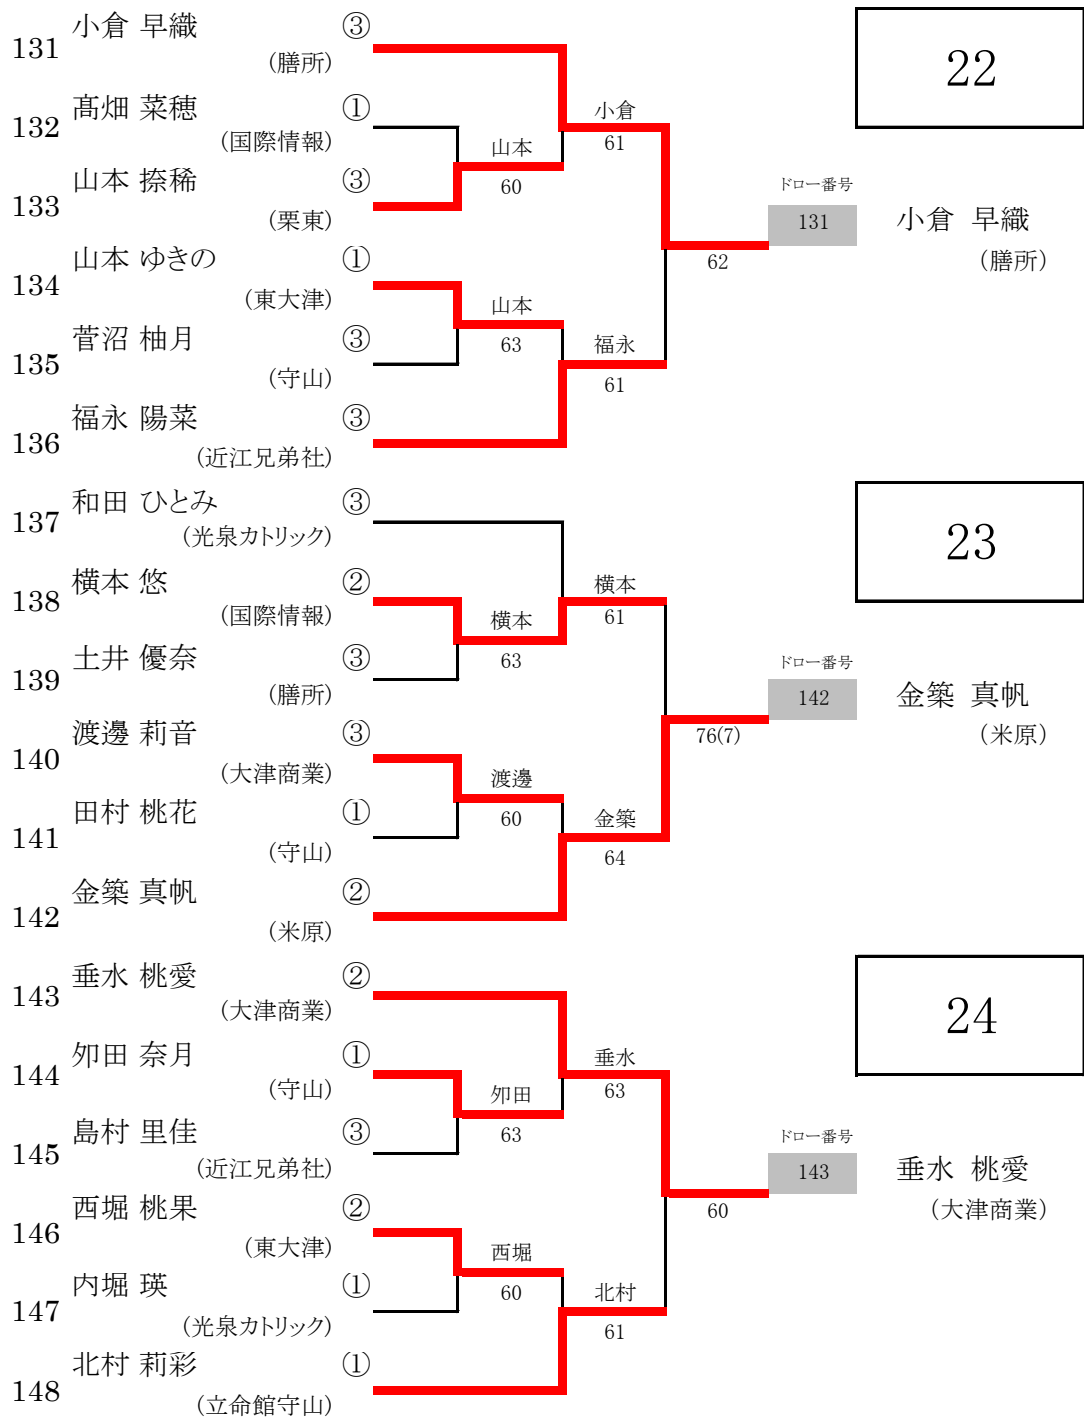 小倉 早織 ③
131
(膳所)
22
髙畑 菜穂 ①
132
(国際情報)
小倉
61
山本
60
山本 捺稀 ③
133
(栗東)
ドロー番号
131
小倉 早織
(膳所)
62
山本 ゆきの ①
134
(東大津)
山本
63
菅沼 柚月 ③
135
(守山)
福永
61
福永 陽菜 ③
136
(近江兄弟社)
和田 ひとみ ③
137
(光泉カトリック)
23
横本 悠 ②
138
(国際情報)
横本
61
横本
63
土井 優奈 ③
139
(膳所)
ドロー番号
142
金築 真帆
(米原)
76(7)
渡邊 莉音 ③
140
(大津商業)
渡邊
60
田村 桃花 ①
141
(守山)
金築
64
金築 真帆 ②
142
(米原)
垂水 桃愛 ②
143
(大津商業)
24
夘田 奈月 ①
144
(守山)
垂水
63
夘田
63
島村 里佳 ③
145
(近江兄弟社)
ドロー番号
143
垂水 桃愛
(大津商業)
60
西堀 桃果 ②
146
(東大津)
西堀
60
内堀 瑛 ①
147
(光泉カトリック)
北村
61
北村 莉彩 ①
148
(立命館守山)